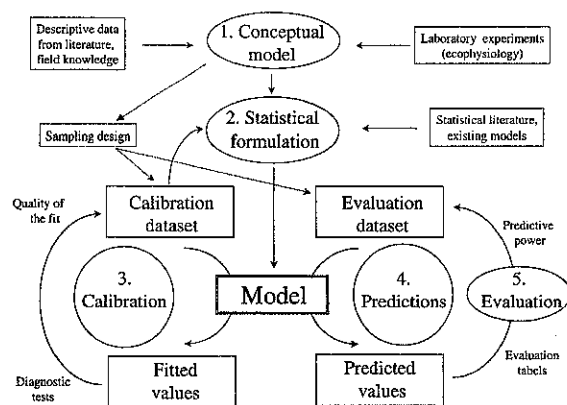 Descriptive data
from literature,
field knowledge
1. Conceptual
model
Laboratory experiments
(ecophysiology)
Sampling design
2. Statistical
formulation
Statistical literature,
existing models
Quality of
the fit
Calibration
dataset
Evaluation
dataset
Predictive
power
3.
Calibration
Model
4.
Predictions
5.
Evaluation
Diagnostic
tests
Fitted
values
Predicted
values
Evaluation
tabels